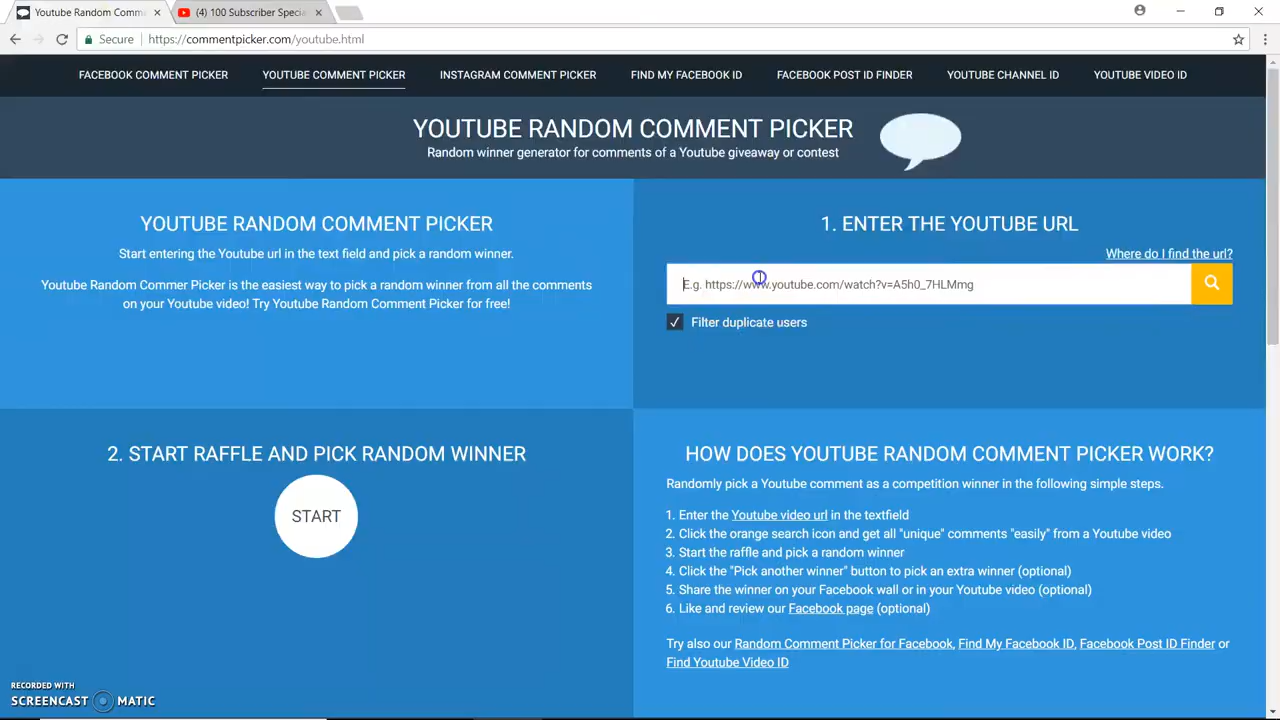 Youtube Random Comm
(4) 100 Subscriber Specia
Secure
https://commentpicker.com/youtube.html
FACEBOOK COMMENT PICKER
YOUTUBE COMMENT PICKER
INSTAGRAM COMMENT PICKER
FIND MY FACEBOOK ID
FACEBOOK POST ID FINDER
YOUTUBE CHANNEL ID
YOUTUBE VIDEO ID
YOUTUBE RANDOM COMMENT PICKER
Random winner generator for comments of a Youtube giveaway or contest
YOUTUBE RANDOM COMMENT PICKER
Start entering the Youtube url in the text field and pick a random winner.
Youtube Random Commer Picker is the easiest way to pick a random winner from all the comments
on your Youtube video! Try Youtube Random Comment Picker for free!
1. ENTER THE YOUTUBE URL
Where do I find the url?
E.g. https://www.youtube.com/watch?v=A5h0_7HLMmg
Filter duplicate users
2. START RAFFLE AND PICK RANDOM WINNER
START
HOW DOES YOUTUBE RANDOM COMMENT PICKER WORK?
Randomly pick a Youtube comment as a competition winner in the following simple steps.
1. Enter the Youtube video url in the textfield
2. Click the orange search icon and get all "unique" comments "easily" from a Youtube video
3. Start the raffle and pick a random winner
4. Click the "Pick another winner" button to pick an extra winner (optional)
5. Share the winner on your Facebook wall or in your Youtube video (optional)
6. Like and review our Facebook page (optional)
Try also our Random Comment Picker for Facebook, Find My Facebook ID, Facebook Post ID Finder or
Find Youtube Video ID
RECORDED WITH
SCREENCAST MATIC